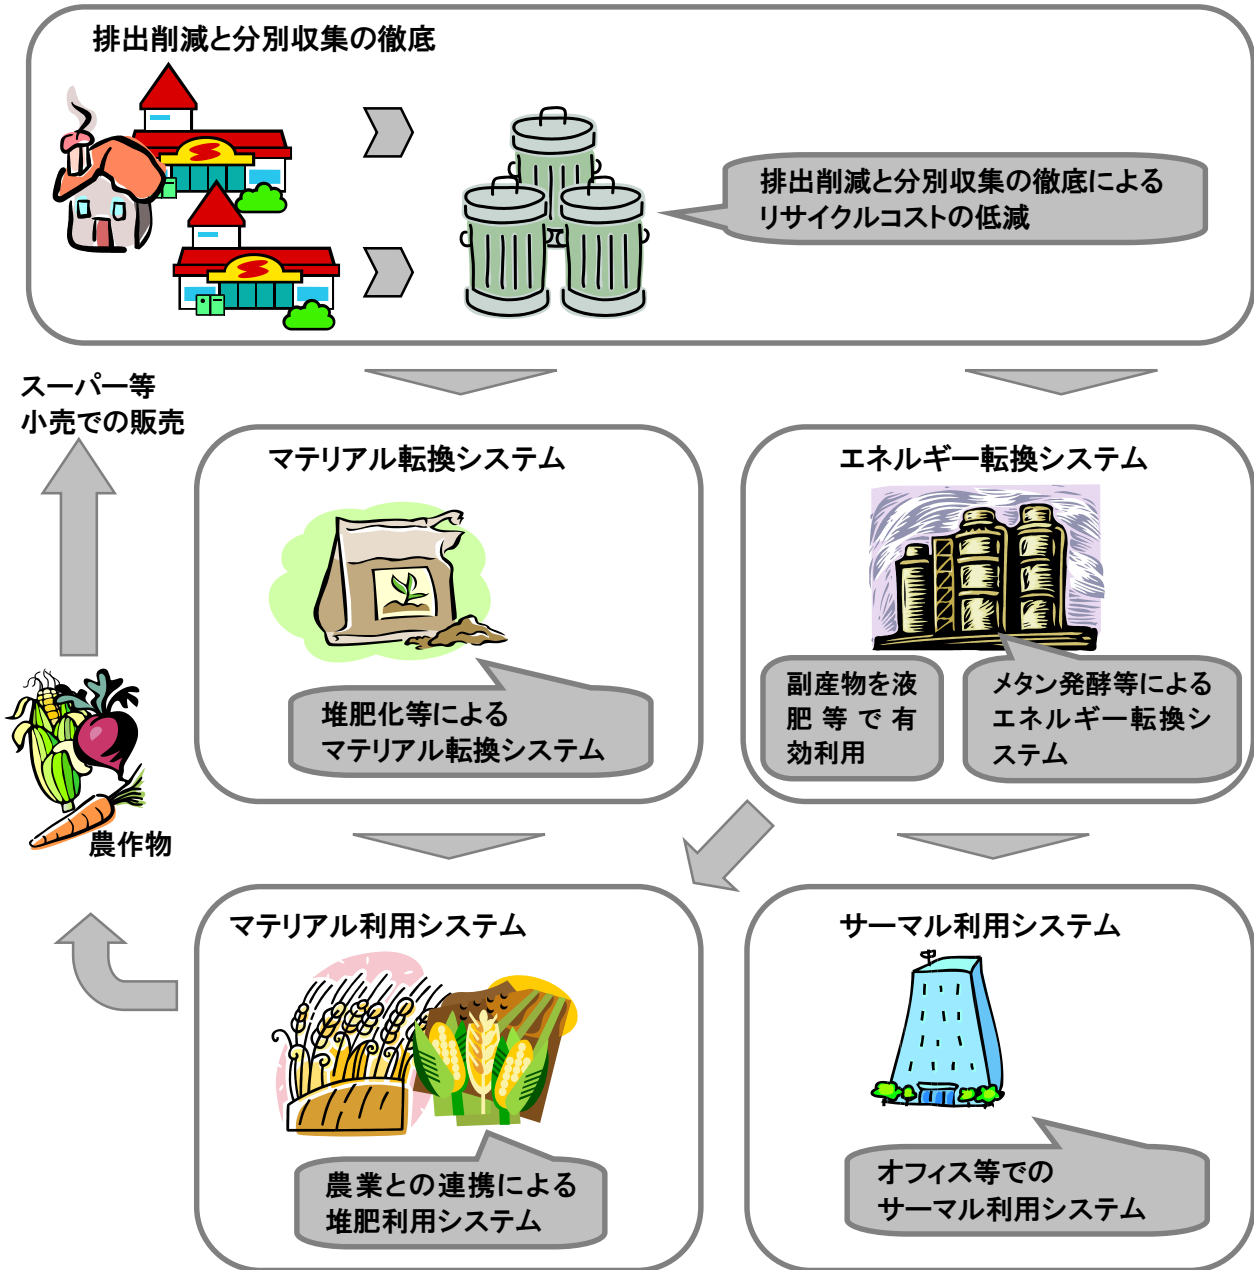 排出削減と分別収集の徹底
排出削減と分別収集の徹底による
リサイクルコストの低減
スーパー等
小売での販売
マテリアル転換システム
エネルギー転換システム
堆肥化等による
マテリアル転換システム
副産物を液
肥等で有
効利用
メタン発酵等による
エネルギー転換シ
ステム
農作物
マテリアル利用システム
サーマル利用システム
農業との連携による
堆肥利用システム
オフィス等での
サーマル利用システム